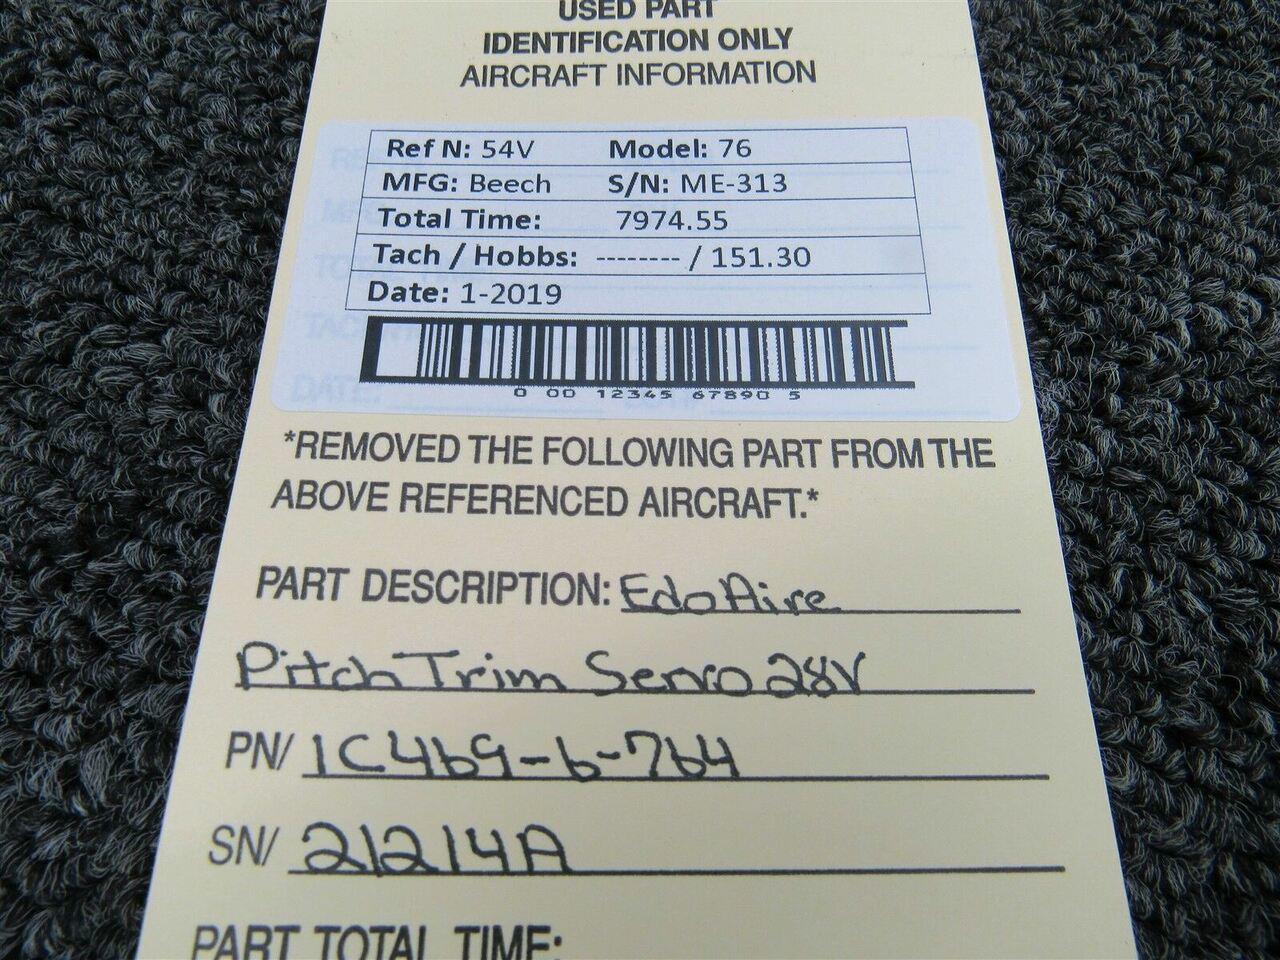 USED PART
IDENTIFICATION ONLY
AIRCRAFT INFORMATION
Ref N: 54V Model: 76
MFG: Beech S/N: ME-313
Total Time: 7974.55
Tach / Hobbs: -------- / 151.30
Date: 1-2019
0 00 12345 67890 5
*REMOVED THE FOLLOWING PART FROM THE
ABOVE REFERENCED AIRCRAFT.*
PART DESCRIPTION: EdoAire
Pitch Trim Servo 28V
PN/ 1C469-6-764
SN/ 21214A
PART TOTAL TIME: